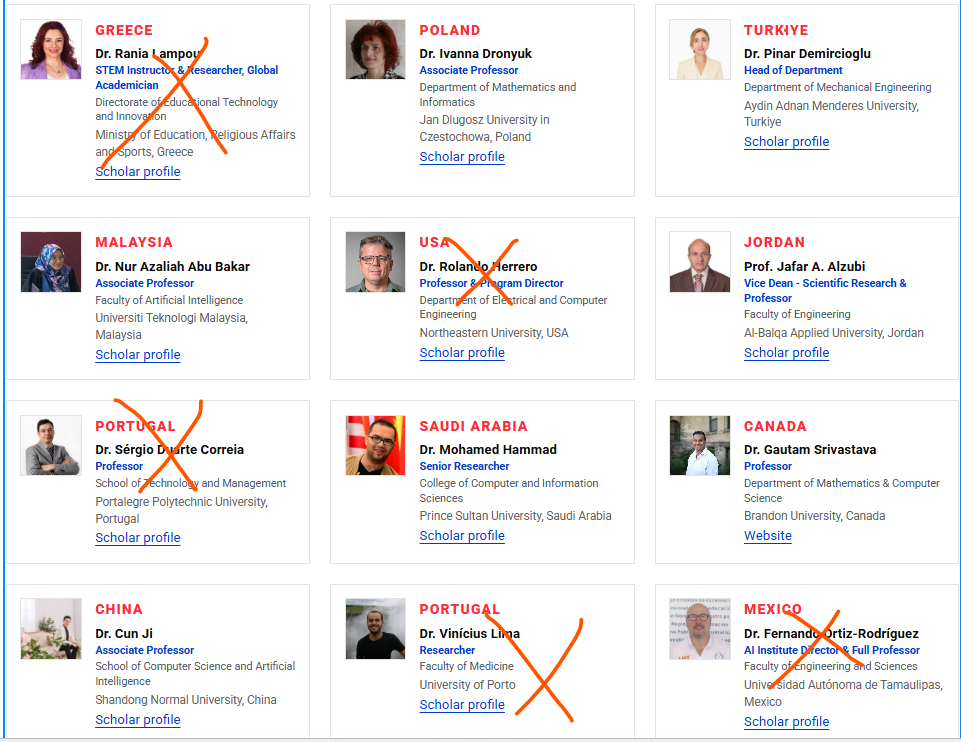 GREECE
Dr. Rania Lampou
STEM Instructor & Researcher, Global
Academician
Directorate of Educational Technology
and Innovation
Ministry of Education, Religious Affairs
and Sports, Greece
Scholar profile
POLAND
Dr. Ivanna Dronyuk
Associate Professor
Department of Mathematics and
Informatics
Jan Dlugosz University in
Czestochowa, Poland
Scholar profile
TURKIYE
Dr. Pinar Demircioglu
Head of Department
Department of Mechanical Engineering
Aydin Adnan Menderes University,
Turkiye
Scholar profile
MALAYSIA
Dr. Nur Azaliah Abu Bakar
Associate Professor
Faculty of Artificial Intelligence
Universiti Teknologi Malaysia,
Malaysia
Scholar profile
USA
Dr. Rolando Herrero
Professor & Program Director
Department of Electrical and Computer
Engineering
Northeastern University, USA
Scholar profile
JORDAN
Prof. Jafar A. Alzubi
Vice Dean - Scientific Research &
Professor
Faculty of Engineering
Al-Balqa Applied University, Jordan
Scholar profile
PORTUGAL
Dr. Sérgio Duarte Correia
Professor
School of Technology and Management
Portalegre Polytechnic University,
Portugal
Scholar profile
SAUDI ARABIA
Dr. Mohamed Hammad
Senior Researcher
College of Computer and Information
Sciences
Prince Sultan University, Saudi Arabia
Scholar profile
CANADA
Dr. Gautam Srivastava
Professor
Department of Mathematics & Computer
Science
Brandon University, Canada
Website
CHINA
Dr. Cun Ji
Associate Professor
School of Computer Science and Artificial
Intelligence
Shandong Normal University, China
Scholar profile
PORTUGAL
Dr. Vinícius Lima
Researcher
Faculty of Medicine
University of Porto
Scholar profile
MEXICO
Dr. Fernando Ortiz-Rodríguez
AI Institute Director & Full Professor
Faculty of Engineering and Sciences
Universidad Autónoma de Tamaulipas,
Mexico
Scholar profile